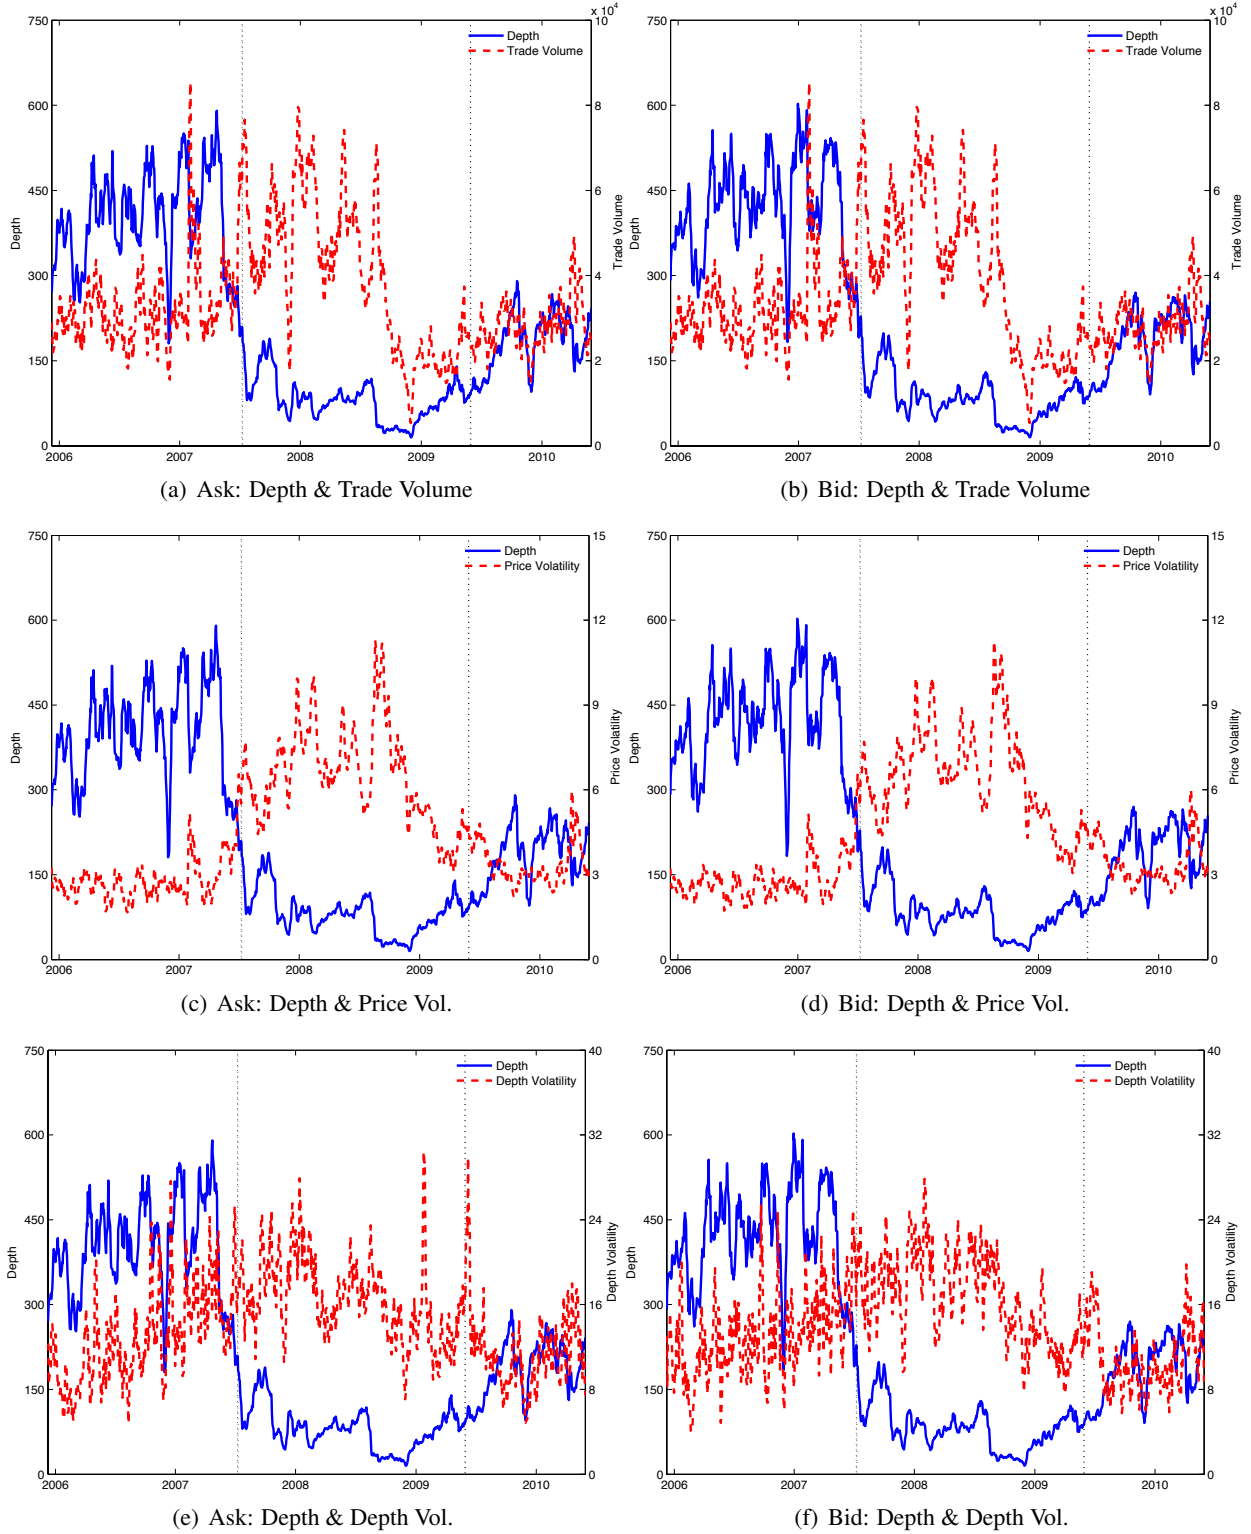 x 10⁴
750
600
450
300
150
0
10
8
6
4
2
0
2006 2007 2008 2009 2010
Depth
Trade Volume
Depth
Trade Volume
(a) Ask: Depth & Trade Volume
x 10⁴
750
600
450
300
150
0
10
8
6
4
2
0
2006 2007 2008 2009 2010
Depth
Trade Volume
Depth
Trade Volume
(b) Bid: Depth & Trade Volume
750
600
450
300
150
0
15
12
9
6
3
0
2006 2007 2008 2009 2010
Depth
Price Volatility
Depth
Price Volatility
(c) Ask: Depth & Price Vol.
750
600
450
300
150
0
15
12
9
6
3
0
2006 2007 2008 2009 2010
Depth
Price Volatility
Depth
Price Volatility
(d) Bid: Depth & Price Vol.
750
600
450
300
150
0
40
32
24
16
8
0
2006 2007 2008 2009 2010
Depth
Depth Volatility
Depth
Depth Volatility
(e) Ask: Depth & Depth Vol.
750
600
450
300
150
0
40
32
24
16
8
0
2006 2007 2008 2009 2010
Depth
Depth Volatility
Depth
Depth Volatility
(f) Bid: Depth & Depth Vol.